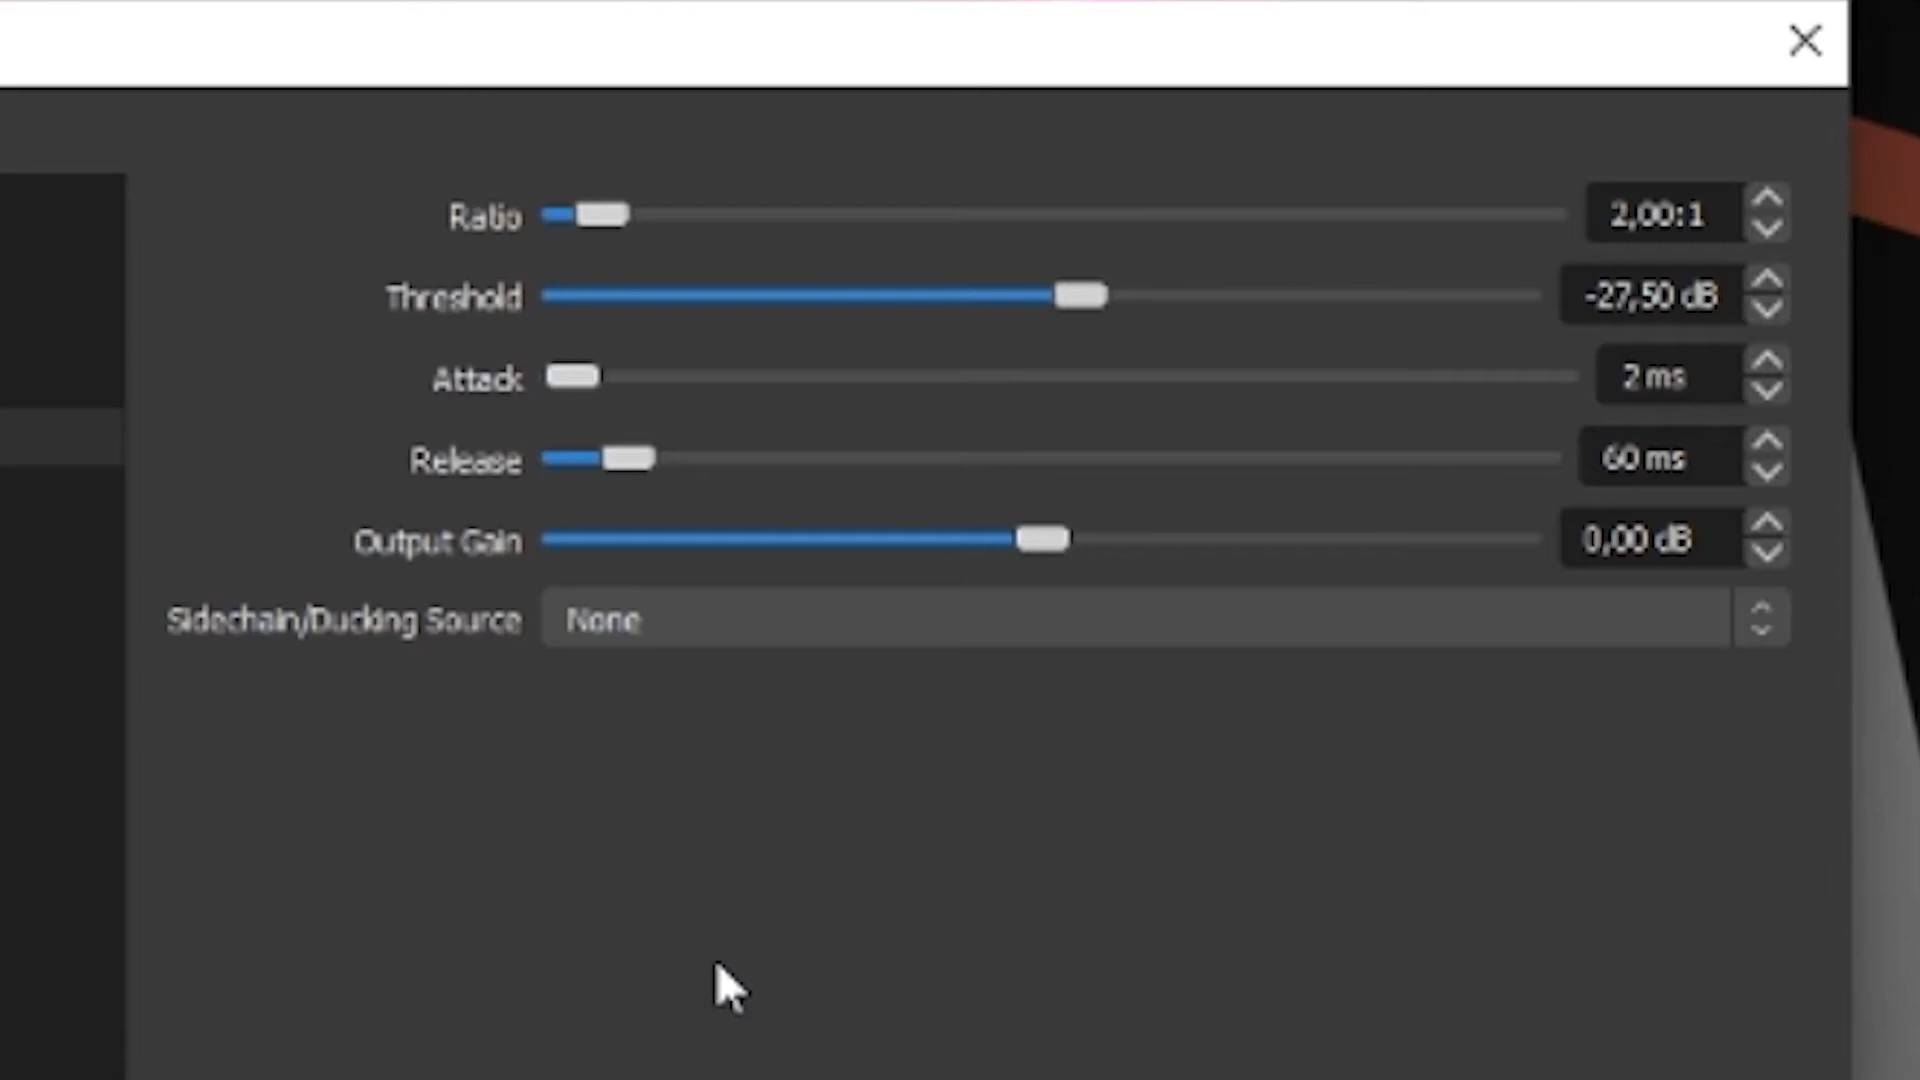 Ratio 2,00:1
Threshold -27,50 dB
Attack 2 ms
Release 60 ms
Output Gain 0,00 dB
Sidechain/Ducking Source None